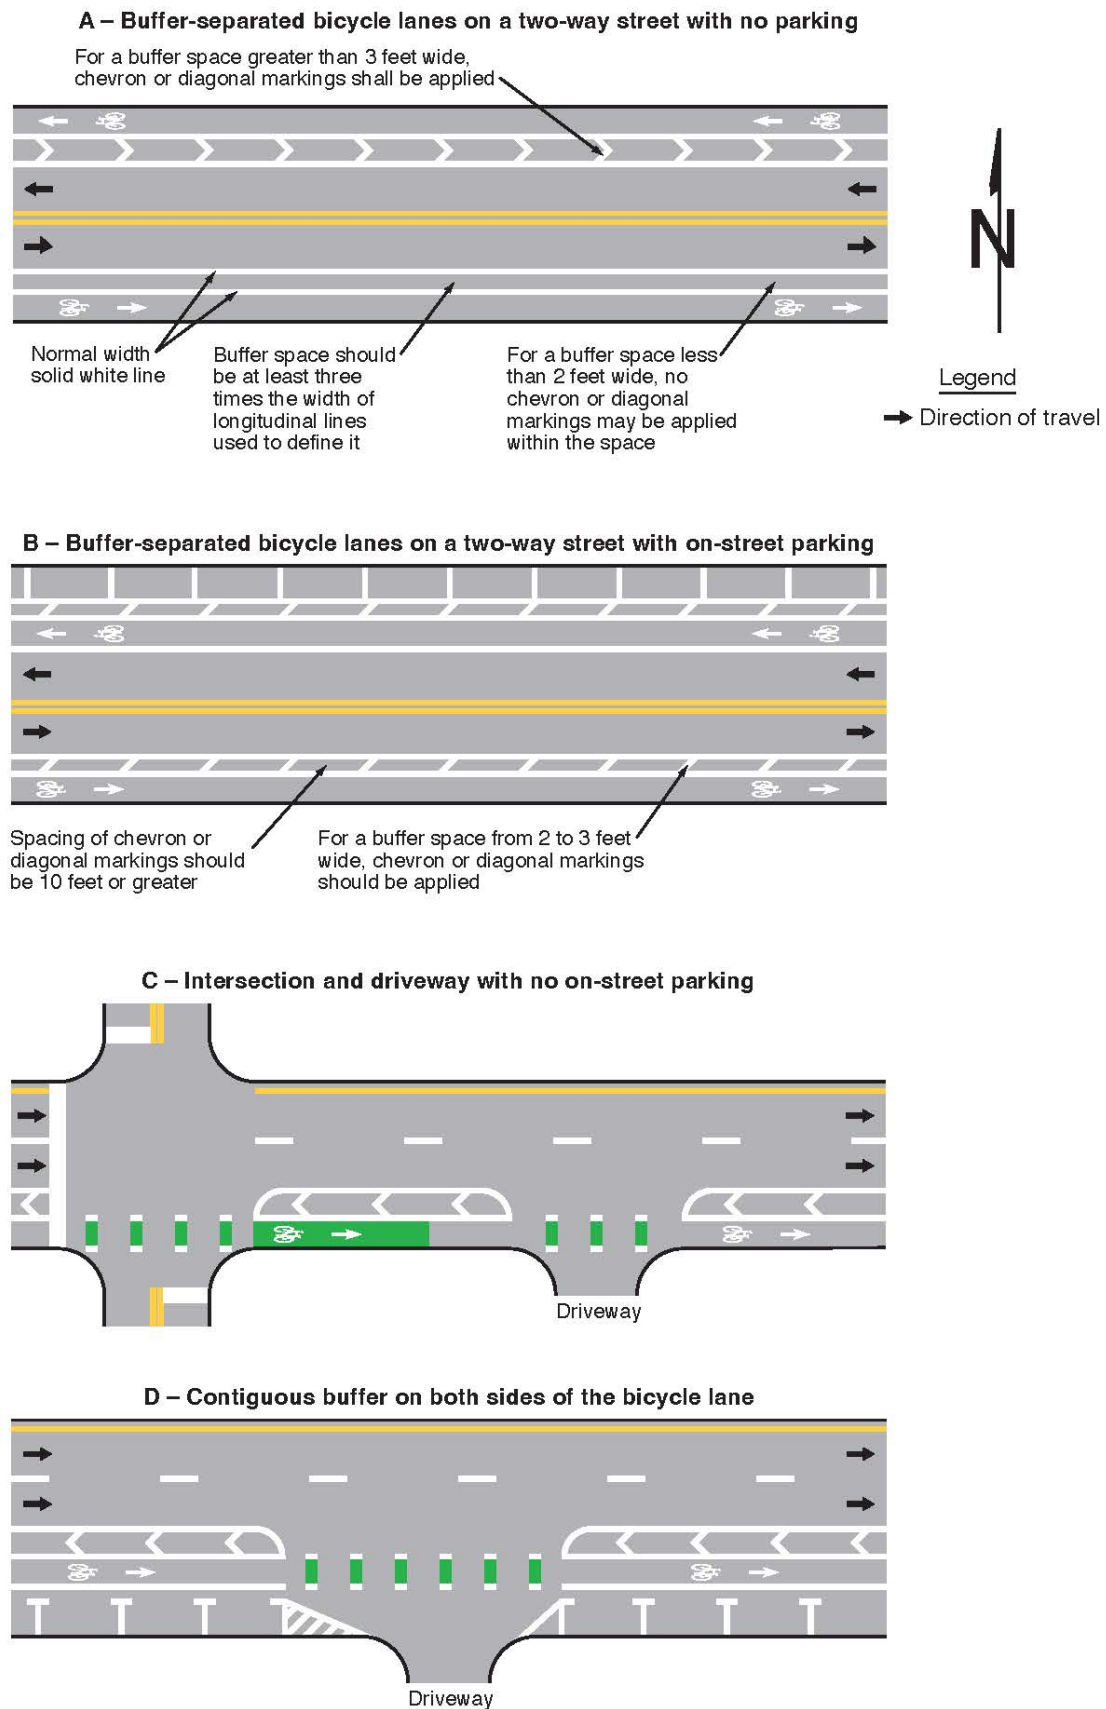 A – Buffer-separated bicycle lanes on a two-way street with no parking
For a buffer space greater than 3 feet wide,
chevron or diagonal markings shall be applied
N
Normal width
solid white line
Buffer space should
be at least three
times the width of
longitudinal lines
used to define it
For a buffer space less
than 2 feet wide, no
chevron or diagonal
markings may be applied
within the space
Legend
Direction of travel
B – Buffer-separated bicycle lanes on a two-way street with on-street parking
Spacing of chevron or
diagonal markings should
be 10 feet or greater
For a buffer space from 2 to 3 feet
wide, chevron or diagonal markings
should be applied
C – Intersection and driveway with no on-street parking
Driveway
D – Contiguous buffer on both sides of the bicycle lane
Driveway